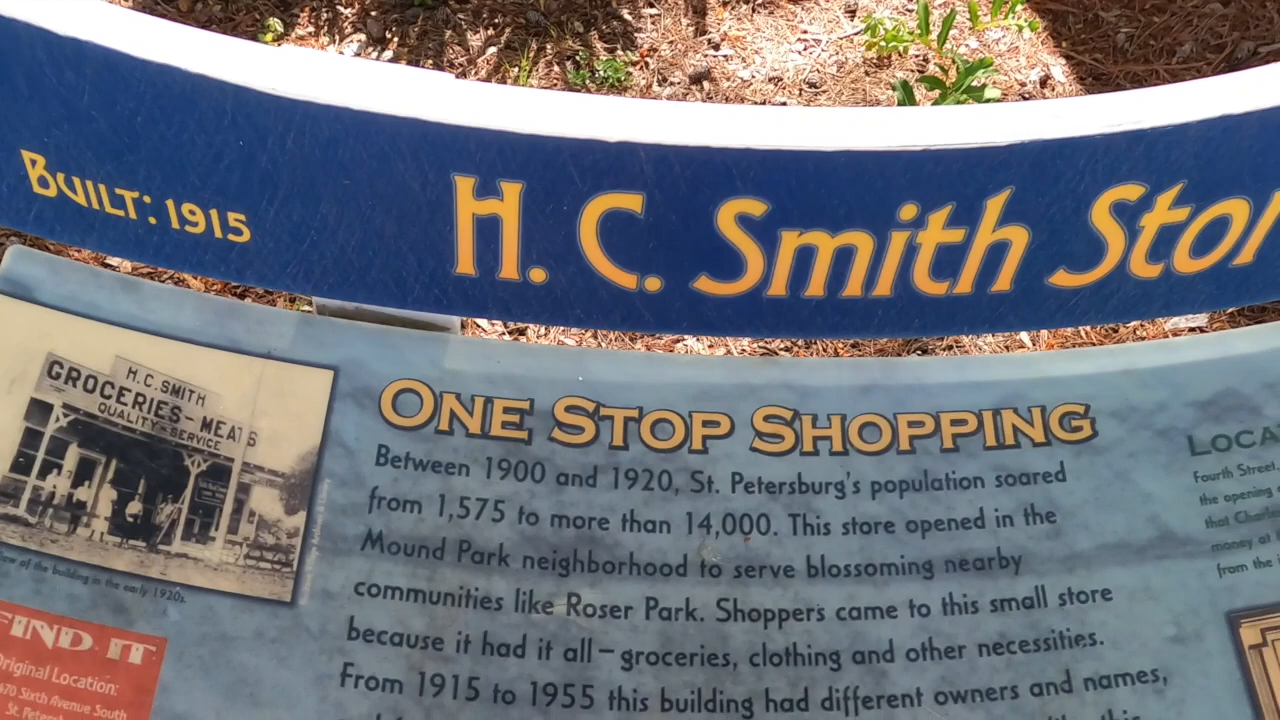 BUILT: 1915
H. C. Smith Stor
H. C. SMITH
GROCERIES-MEATS
QUALITY-SERVICE
of the building in the early 1920s.
FIND IT
Original Location:
470 Sixth Avenue South
St. Peters
ONE STOP SHOPPING
Between 1900 and 1920, St. Petersburg's population soared
from 1,575 to more than 14,000. This store opened in the
Mound Park neighborhood to serve blossoming nearby
communities like Roser Park. Shoppers came to this small store
because it had it all – groceries, clothing and other necessities.
From 1915 to 1955 this building had different owners and names,
LOCA
Fourth Street
the opening
that Charle
money at
from the